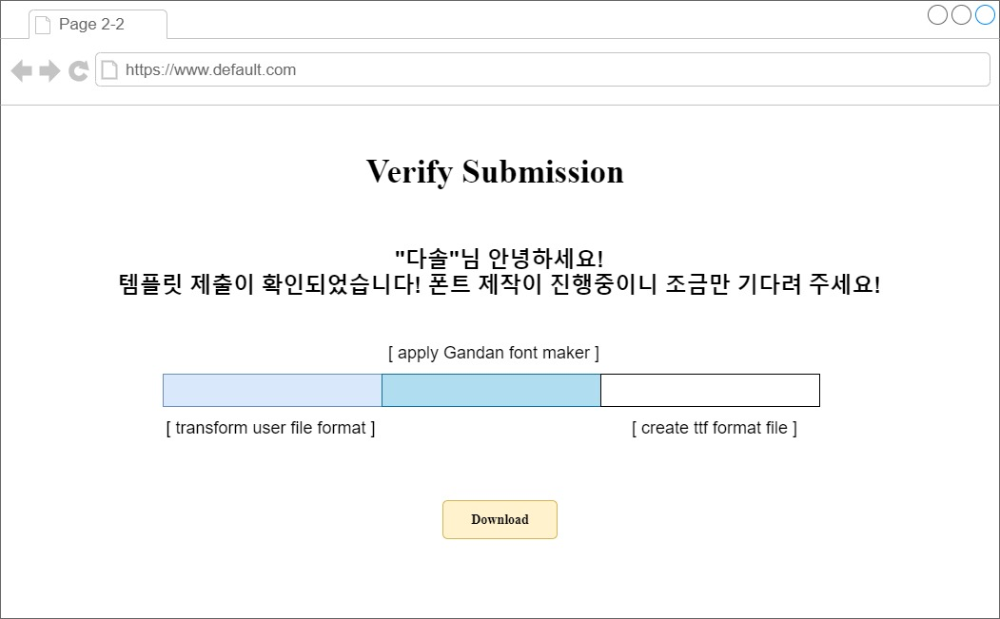 Page 2-2
https://www.default.com
Verify Submission
"다솔"님 안녕하세요!
템플릿 제출이 확인되었습니다! 폰트 제작이 진행중이니 조금만 기다려 주세요!
[ apply Gandan font maker ]
[ transform user file format ]
[ create ttf format file ]
Download